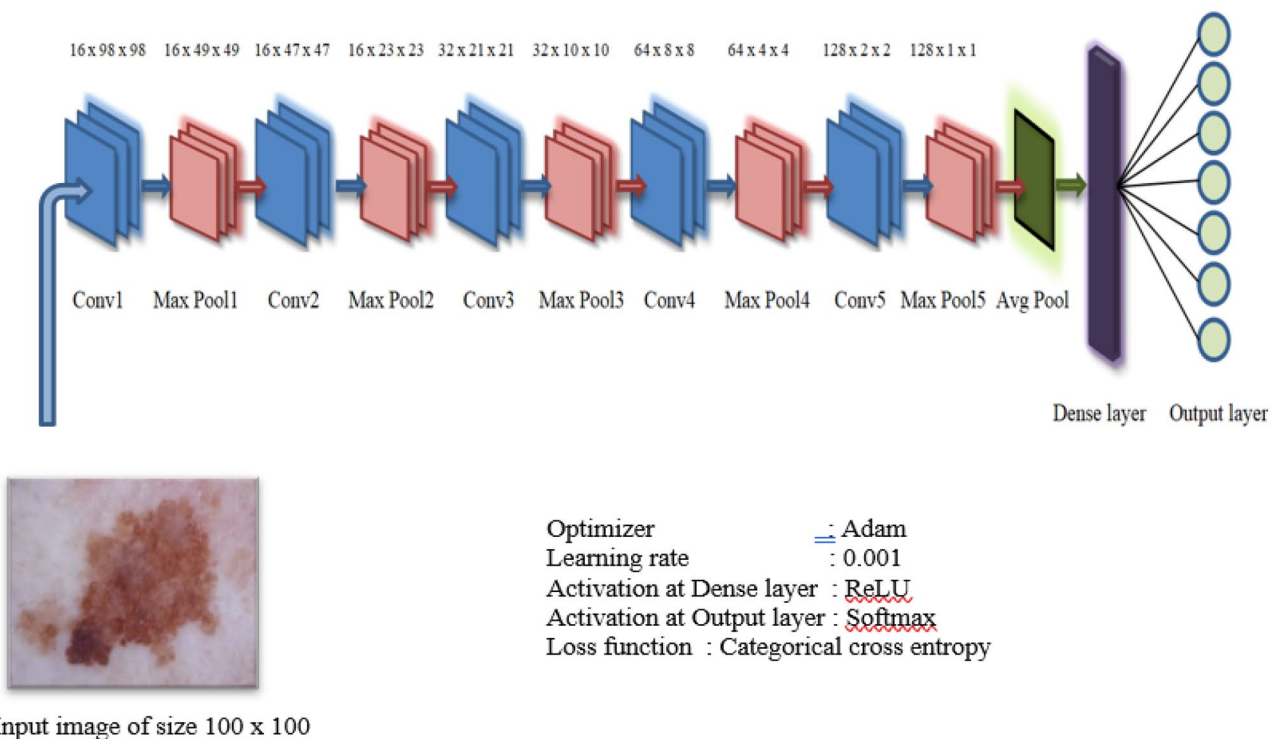 16 x 98 x 98 16 x 49 x 49 16 x 47 x 47 16 x 23 x 23 32 x 21 x 21 32 x 10 x 10 64 x 8 x 8 64 x 4 x 4 128 x 2 x 2 128 x 1 x 1
Conv1 Max Pool1 Conv2 Max Pool2 Conv3 Max Pool3 Conv4 Max Pool4 Conv5 Max Pool5 Avg Pool
Dense layer Output layer
Optimizer : Adam
Learning rate : 0.001
Activation at Dense layer : ReLU
Activation at Output layer : Softmax
Loss function : Categorical cross entropy
Input image of size 100 x 100